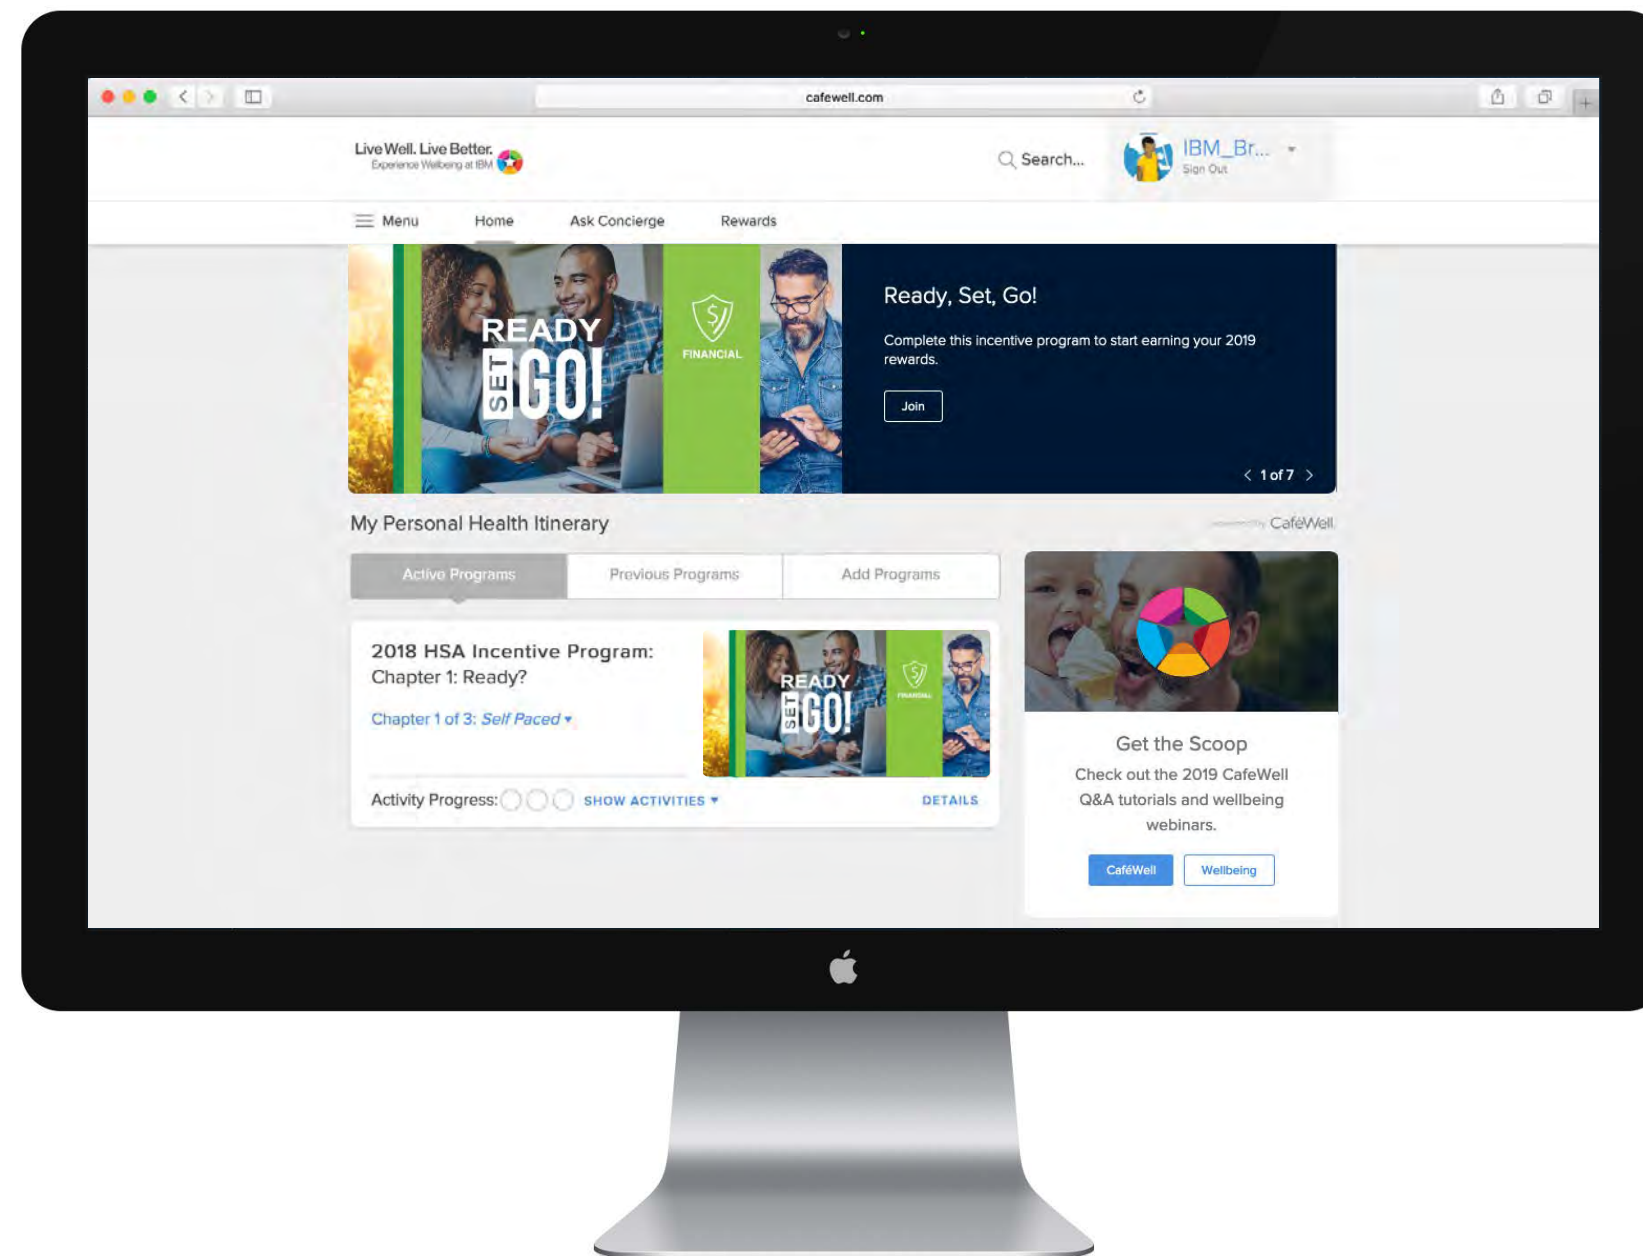 cafewell.com
Live Well. Live Better.
Experience Wellbeing at IBM
Search...
IBM_Br...
Sign Out
Menu
Home
Ask Concierge
Rewards
READY
SET
GO!
FINANCIAL
Ready, Set, Go!
Complete this incentive program to start earning your 2019
rewards.
Join
< 1 of 7 >
My Personal Health Itinerary
CaféWell
Active Programs
Previous Programs
Add Programs
2018 HSA Incentive Program:
Chapter 1: Ready?
Chapter 1 of 3: Self Paced
READY
SET
GO!
FINANCIAL
Activity Progress:
SHOW ACTIVITIES
DETAILS
Get the Scoop
Check out the 2019 CafeWell
Q&A tutorials and wellbeing
webinars.
CaféWell
Wellbeing